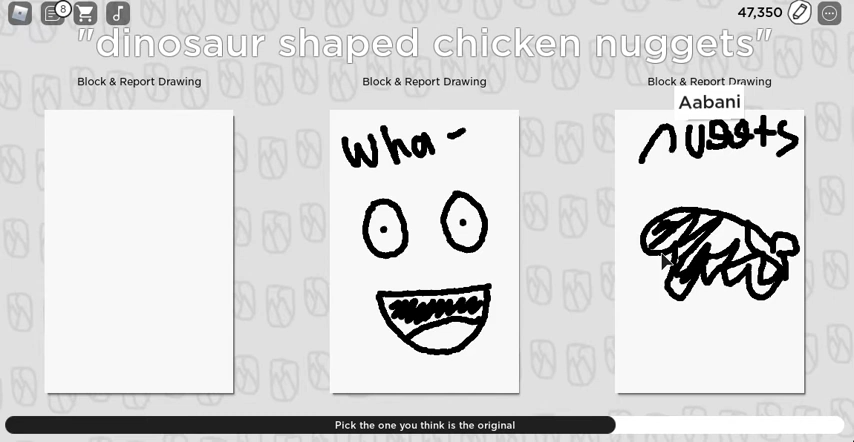 8
47,350
"dinosaur shaped chicken nuggets"
Block & Report Drawing
Block & Report Drawing
Block & Report Drawing
Aabani
wha-
nuggets
Pick the one you think is the original